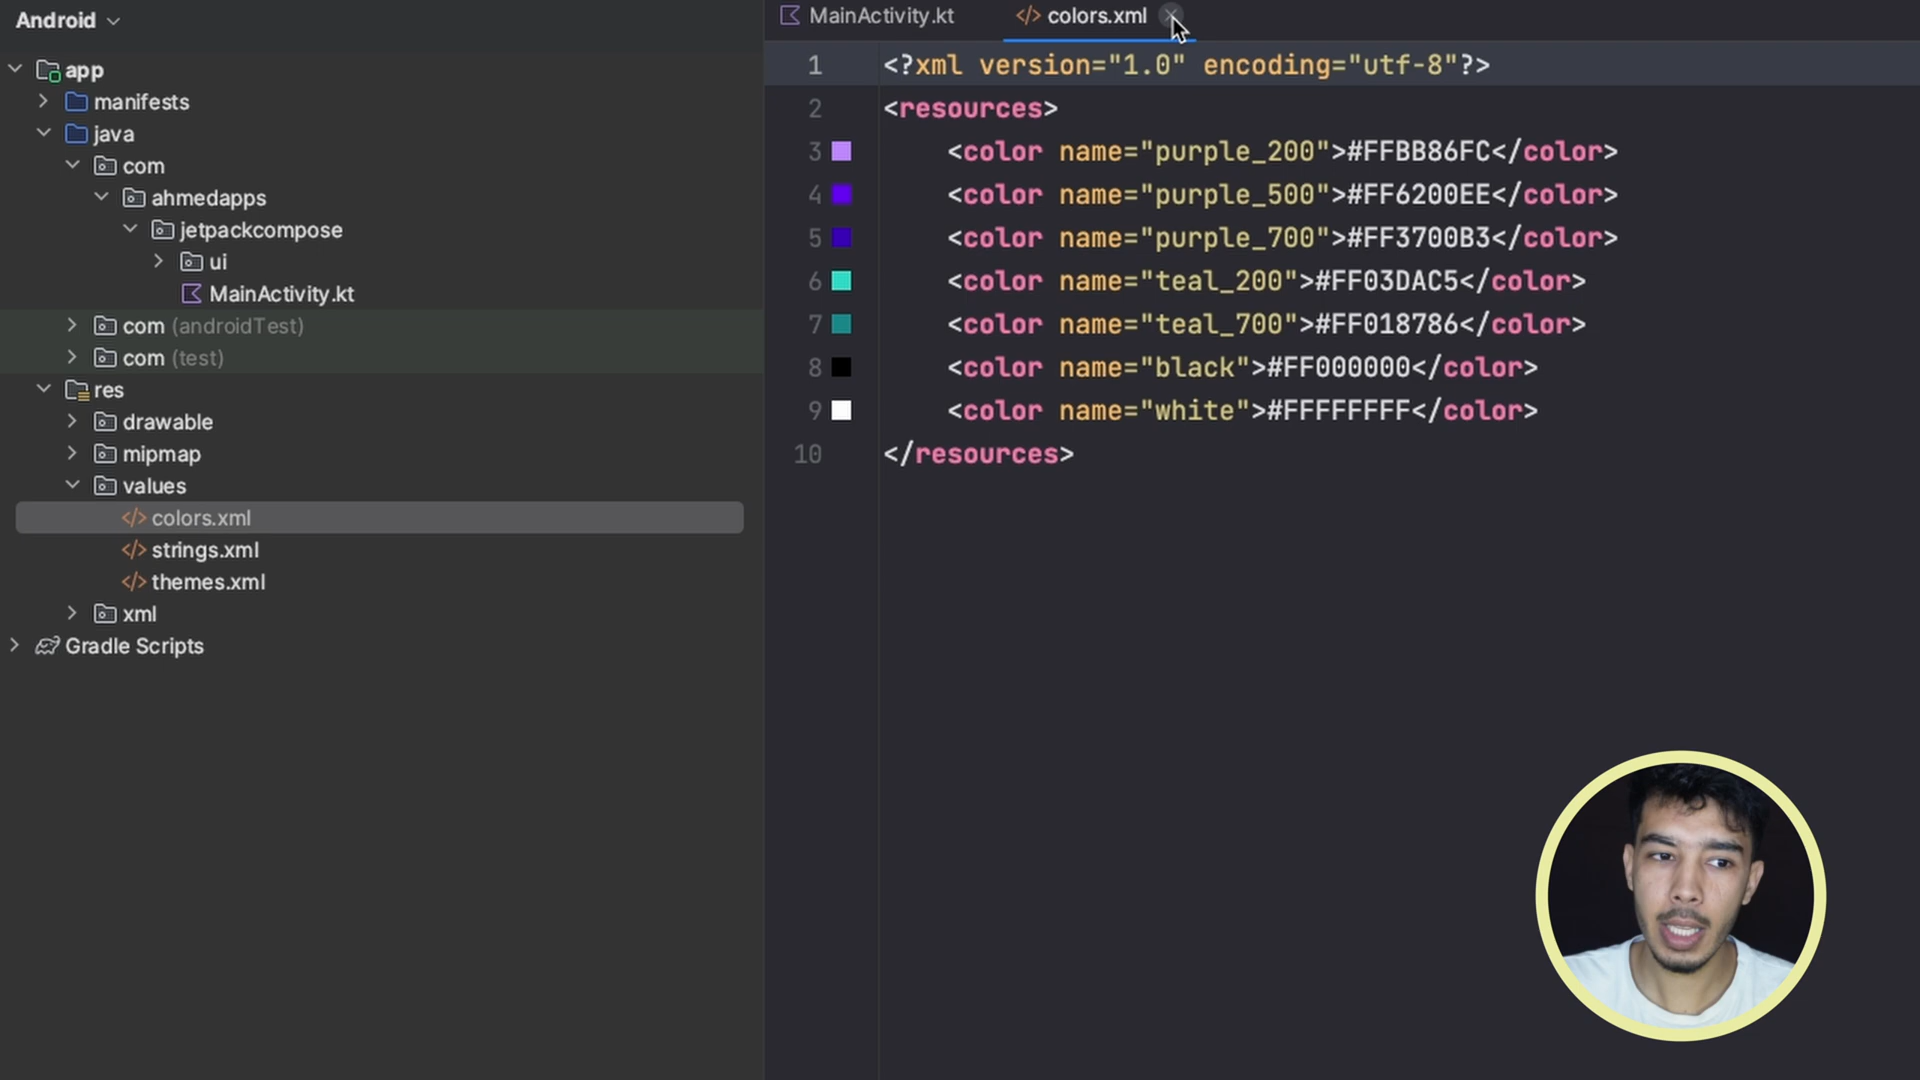 Android
app
manifests
java
com
ahmedapps
jetpackcompose
ui
MainActivity.kt
com (androidTest)
com (test)
res
drawable
mipmap
values
colors.xml
strings.xml
themes.xml
xml
Gradle Scripts
MainActivity.kt
colors.xml
1 <?xml version="1.0" encoding="utf-8"?>
2 <resources>
3 <color name="purple_200">#FFBB86FC</color>
4 <color name="purple_500">#FF6200EE</color>
5 <color name="purple_700">#FF3700B3</color>
6 <color name="teal_200">#FF03DAC5</color>
7 <color name="teal_700">#FF018786</color>
8 <color name="black">#FF000000</color>
9 <color name="white">#FFFFFFFF</color>
10 </resources>